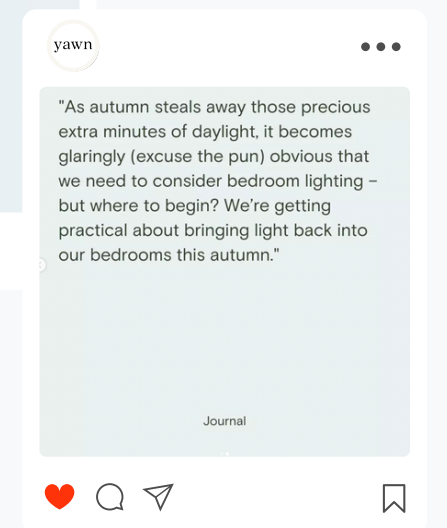 yawn
"As autumn steals away those precious
extra minutes of daylight, it becomes
glaringly (excuse the pun) obvious that
we need to consider bedroom lighting –
but where to begin? We’re getting
practical about bringing light back into
our bedrooms this autumn."
Journal